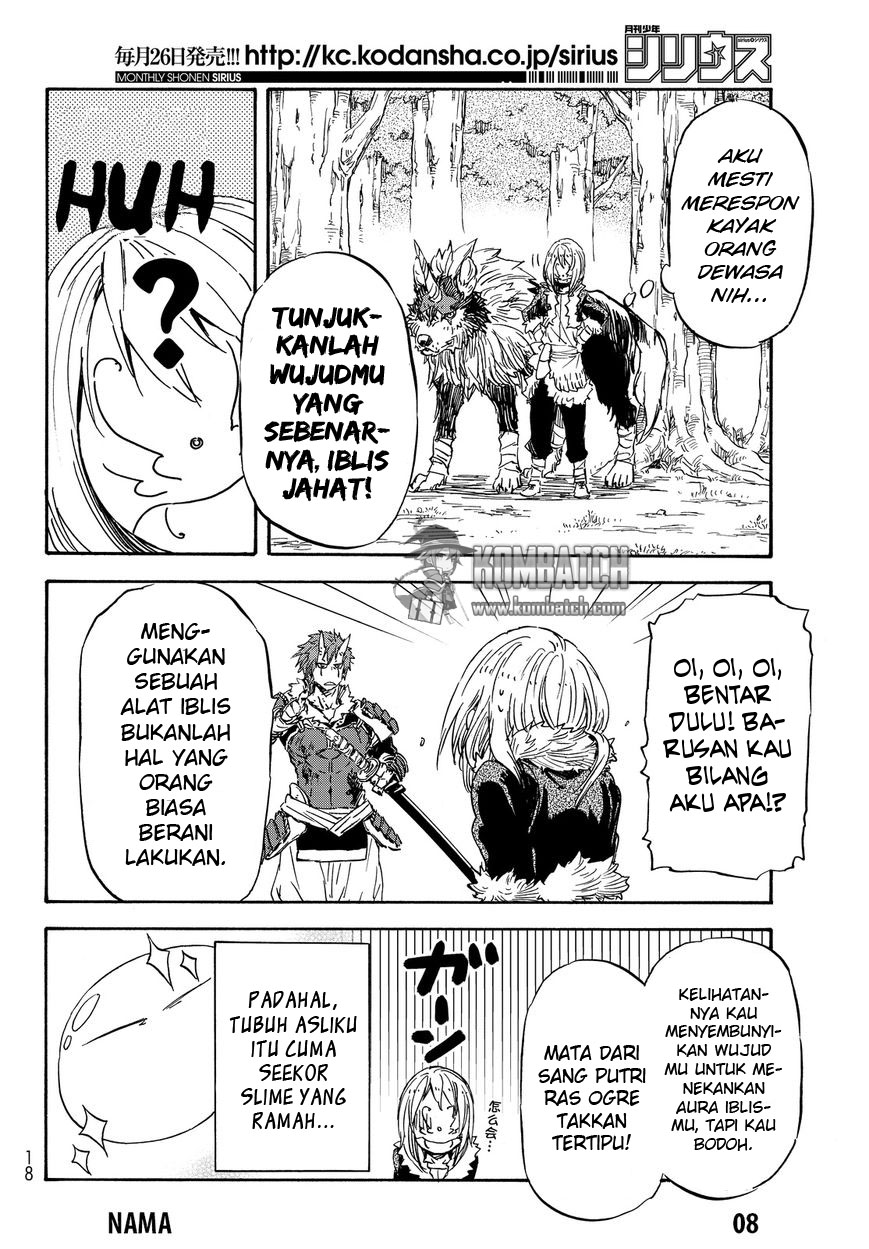 毎月26日発売!!! http://kc.kodansha.co.jp/sirius
MONTHLY SHONEN SIRIUS
月刊少年
シリウス
AKU
MESTI
MERESPON
KAYAK
ORANG
DEWASA
NIH...
TUNJUK-
KANLAH
WUJUDMU
YANG
SEBENAR-
NYA, IBLIS
JAHAT!
HUH
?
KOMBATCH
www.kombatch.com
OI, OI, OI,
BENTAR
DULU! BA-
RUSAN KAU
BILANG
AKU APA!?
MENG-
GUNAKAN
SEBUAH
ALAT IBLIS
BUKANLAH
HAL YANG
ORANG
BIASA
BERANI
LAKUKAN.
KELIHATAN-
NYA KAU
MENYEMBUNYI-
KAN WUJUD
MU UNTUK ME-
NEKANKAN
AURA IBLIS-
MU, TAPI KAU
BODOH.
MATA DARI
SANG PUTRI
RAS OGRE
TAKKAN
TERTIPU!
ガーン
怎么会...
PADAHAL,
TUBUH ASLIKU
ITU CUMA
SEEKOR
SLIME YANG
RAMAH...
18
NAMA
08